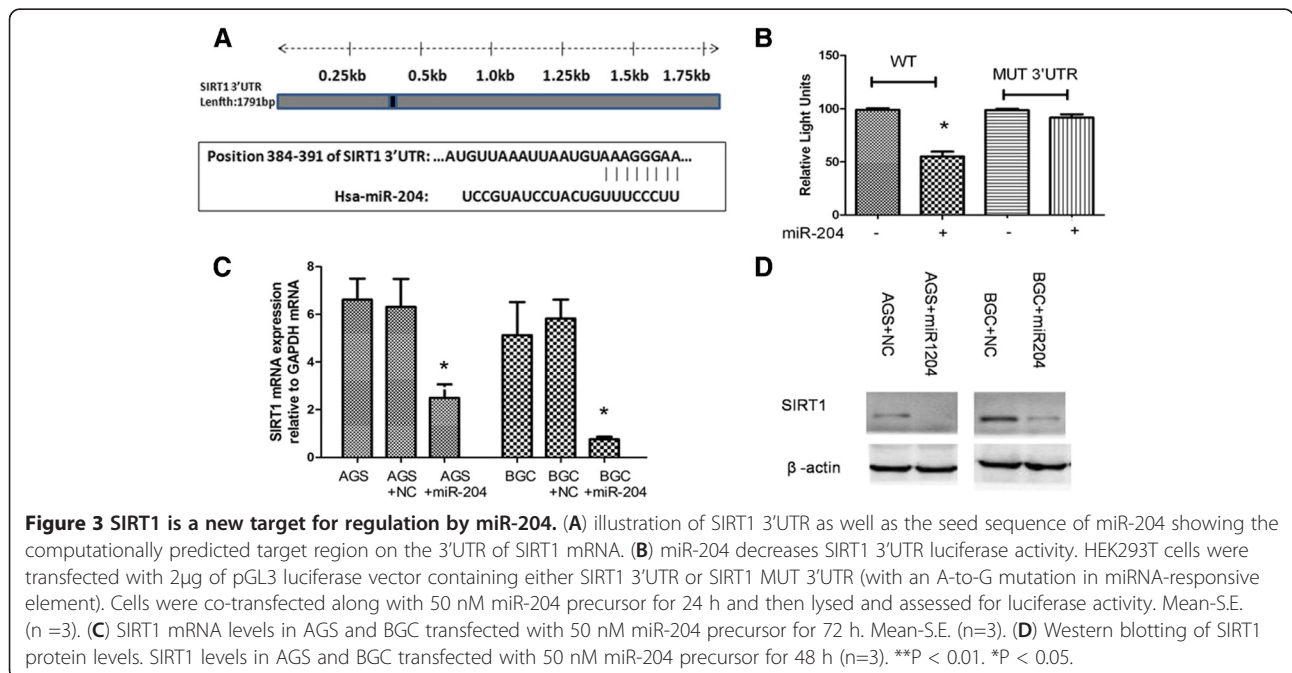 A
0.25kb 0.5kb 1.0kb 1.25kb 1.5kb 1.75kb
SIRT1 3'UTR
Lenfth:1791bp
Position 384-391 of SIRT1 3'UTR: ...AUGUUAAAUUAAUGUAAAGGGAA...
Hsa-miR-204: UCCGUAUCCUACUGUUUCCCUU
B
Relative Light Units
150
100
50
0
WT
MUT 3'UTR
*
miR-204 - + - +
C
SIRT1 mRNA expression
relative to GAPDH mRNA
8
6
4
2
0
*
*
AGS
AGS
+NC
AGS
+miR-204
BGC
BGC
+NC
BGC
+miR-204
D
AGS+NC
AGS+miR1204
BGC+NC
BGC+miR204
SIRT1
β -actin
Figure 3 SIRT1 is a new target for regulation by miR-204. (A) illustration of SIRT1 3'UTR as well as the seed sequence of miR-204 showing the
computationally predicted target region on the 3'UTR of SIRT1 mRNA. (B) miR-204 decreases SIRT1 3'UTR luciferase activity. HEK293T cells were
transfected with 2μg of pGL3 luciferase vector containing either SIRT1 3'UTR or SIRT1 MUT 3'UTR (with an A-to-G mutation in miRNA-responsive
element). Cells were co-transfected along with 50 nM miR-204 precursor for 24 h and then lysed and assessed for luciferase activity. Mean-S.E.
(n =3). (C) SIRT1 mRNA levels in AGS and BGC transfected with 50 nM miR-204 precursor for 72 h. Mean-S.E. (n=3). (D) Western blotting of SIRT1
protein levels. SIRT1 levels in AGS and BGC transfected with 50 nM miR-204 precursor for 48 h (n=3). **P < 0.01. *P < 0.05.